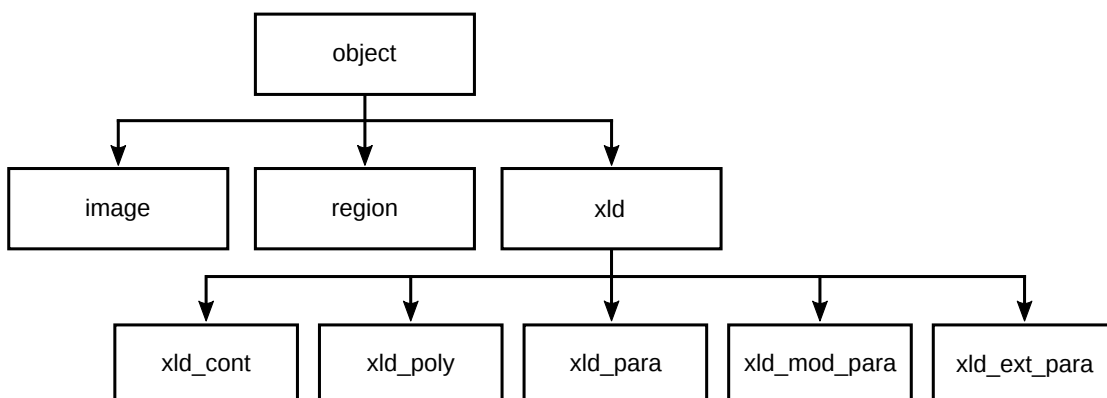 object
image
region
xld
xld_cont
xld_poly
xld_para
xld_mod_para
xld_ext_para